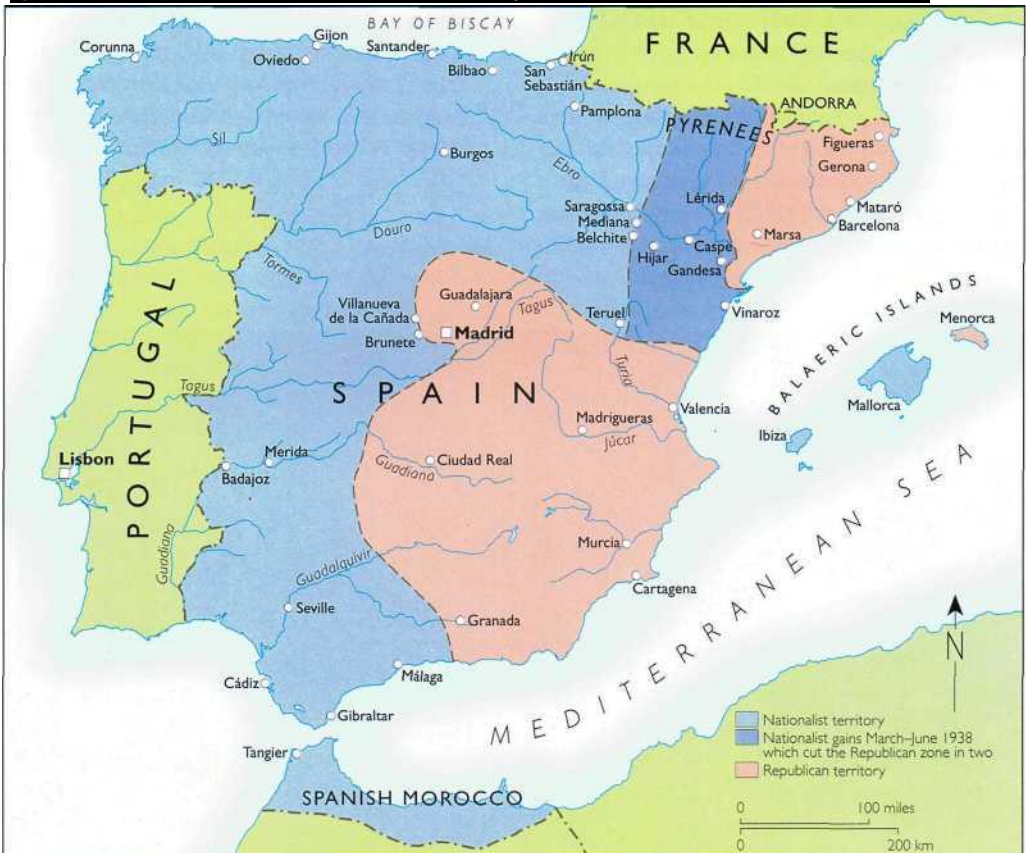 BAY OF BISCAY
FRANCE
Corunna
Gijon
Oviedo
Santander
Bilbao
San
Sebastián
Irún
Pamplona
ANDORRA
PYRENEES
Figueras
Gerona
Sil
Burgos
Ebro
Saragossa
Mediana
Belchite
Lérida
Mataró
Barcelona
Marsa
Caspe
Hijar
Gandesa
Douro
Tormes
Villanueva
de la Cañada
Brunete
Guadalajara
Madrid
Tagus
Teruel
Vinaroz
BALAERIC ISLANDS
Menorca
Mallorca
Ibiza
PORTUGAL
SPAIN
Tagus
Turia
Valencia
Madrigueras
Júcar
Lisbon
Merida
Badajoz
Guadiana
Ciudad Real
Guadiana
Guadalquivir
Murcia
Cartagena
Seville
Granada
Cádiz
Málaga
Gibraltar
Tangier
MEDITERRANEAN SEA
SPANISH MOROCCO
N
Nationalist territory
Nationalist gains March–June 1938
which cut the Republican zone in two
Republican territory
0 100 miles
0 200 km